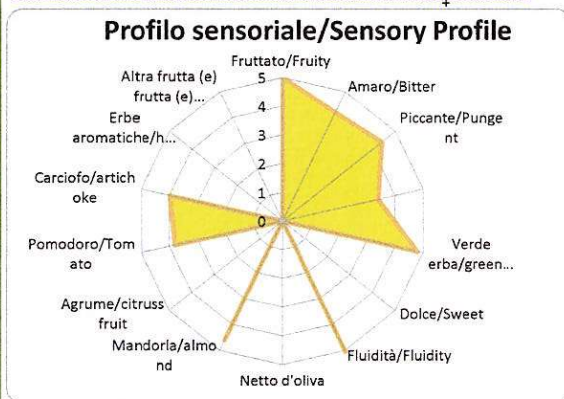 +
Profilo sensoriale/Sensory Profile
Fruttato/Fruity
Amaro/Bitter
Piccante/Punge
nt
Verde
erba/green...
Dolce/Sweet
Fluidità/Fluidity
Netto d'oliva
Mandorla/almo
nd
Agrume/citruss
fruit
Pomodoro/Tom
ato
Carciofo/artich
oke
Erbe
aromatiche/h...
Altra frutta (e)
frutta (e)...
5
4
3
2
1
0